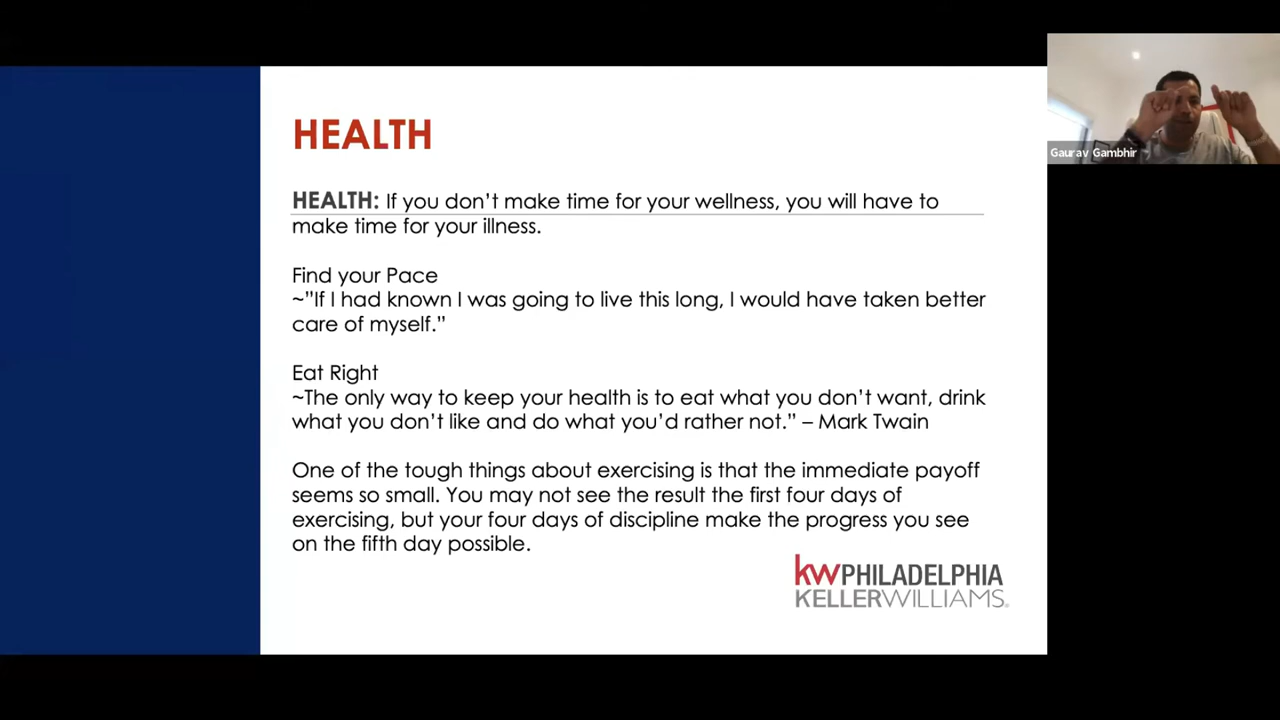 HEALTH
HEALTH: If you don’t make time for your wellness, you will have to
make time for your illness.
Find your Pace
~”If I had known I was going to live this long, I would have taken better
care of myself.”
Eat Right
~The only way to keep your health is to eat what you don’t want, drink
what you don’t like and do what you’d rather not.” – Mark Twain
One of the tough things about exercising is that the immediate payoff
seems so small. You may not see the result the first four days of
exercising, but your four days of discipline make the progress you see
on the fifth day possible.
kwPHILADELPHIA
KELLERWILLIAMS®
Gaurav Gambhir